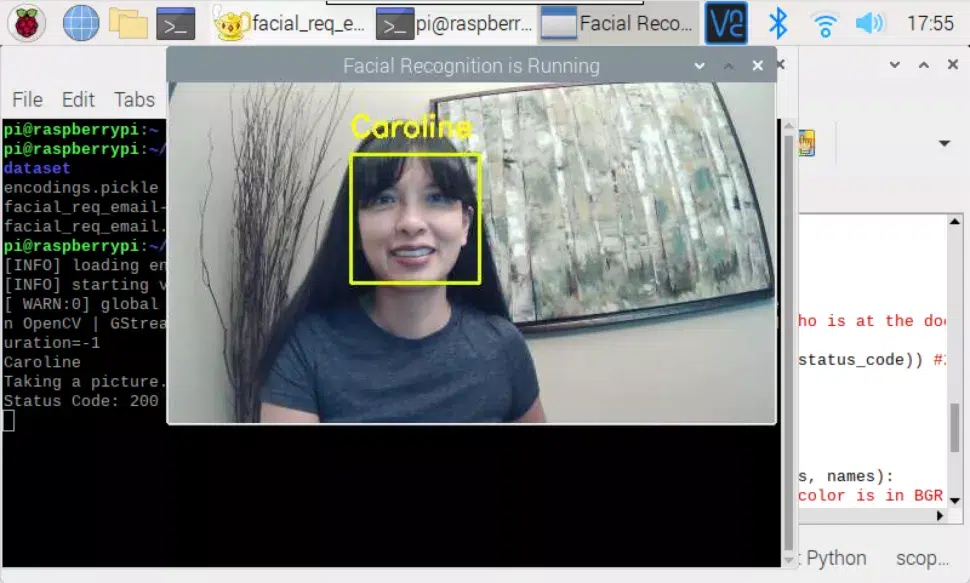 facial_req_e...
pi@raspberr...
Facial Reco...
17:55
Facial Recognition is Running
File Edit Tabs
Caroline
pi@raspberrypi:~
pi@raspberrypi:~/
dataset
encodings.pickle
facial_req_email-
facial_req_email.
pi@raspberrypi:~/
[INFO] loading en
[INFO] starting v
[ WARN:0] global
n OpenCV | GStrea
uration=-1
Caroline
Taking a picture.
Status Code: 200
ho is at the doo
status_code)) #2
s, names):
color is in BGR
Python scop...